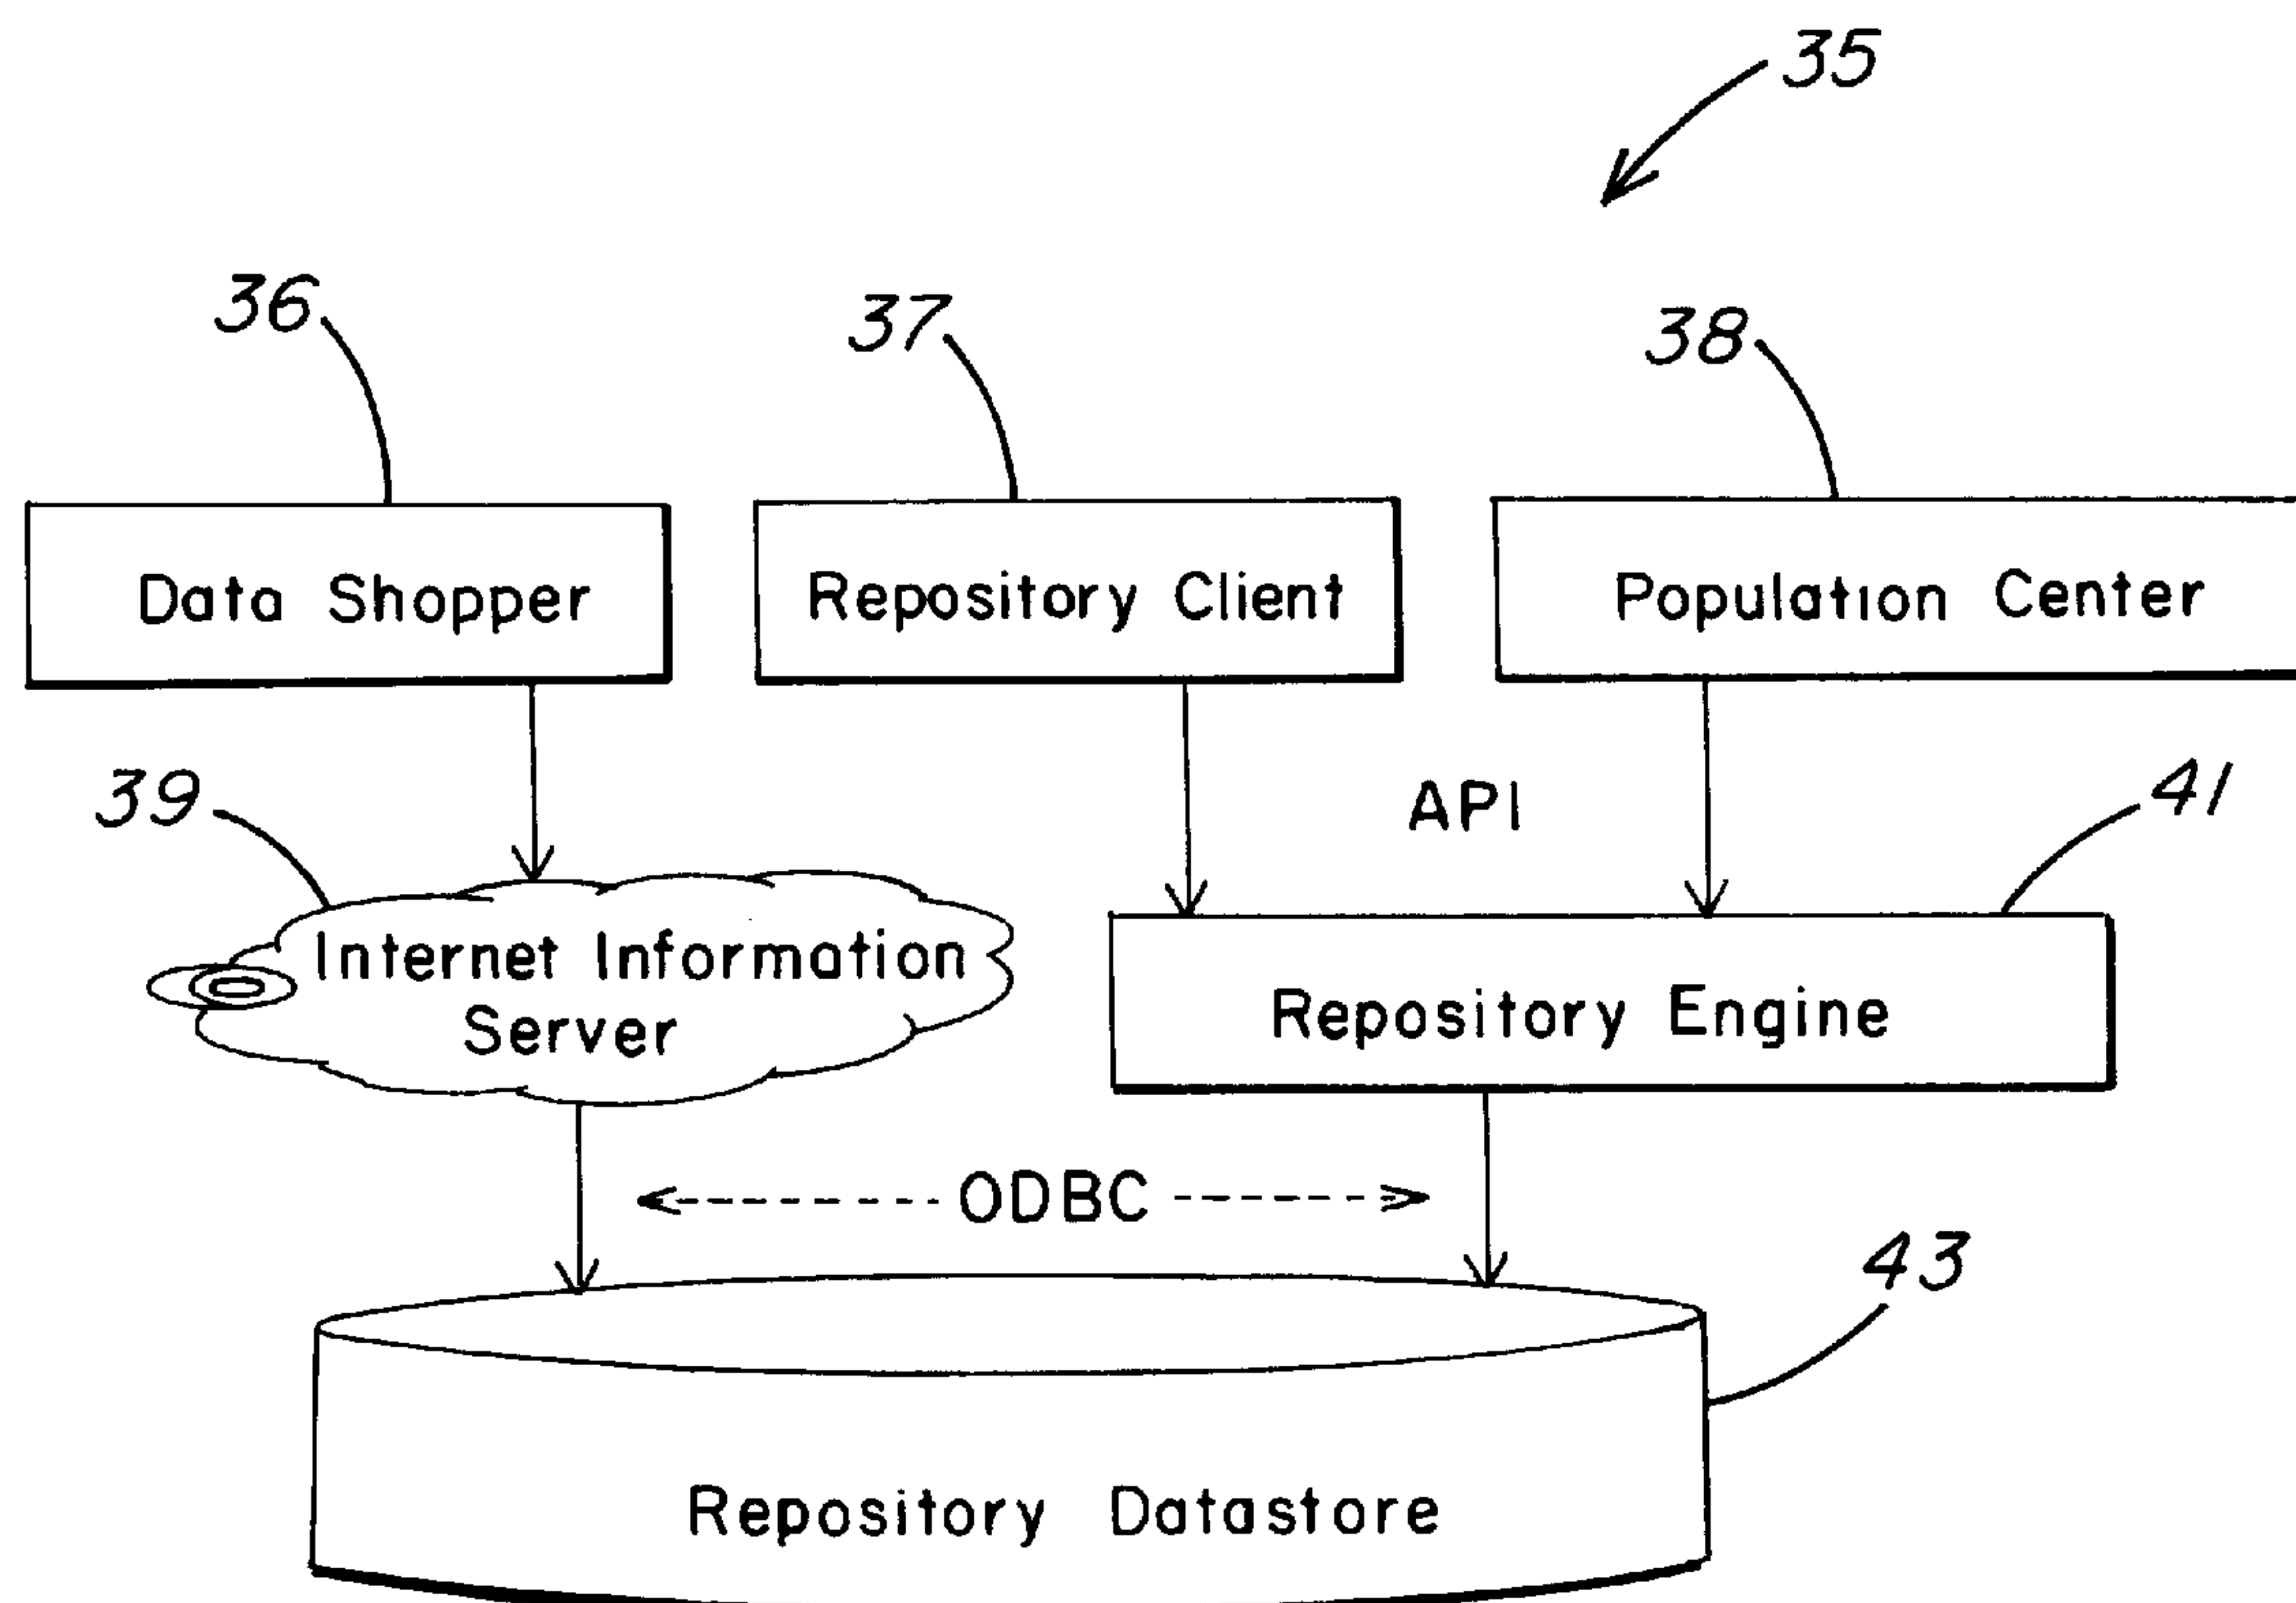 35
36
37
38
Data Shopper
Repository Client
Population Center
39
API
41
Internet Information
Server
Repository Engine
ODBC
43
Repository Datastore